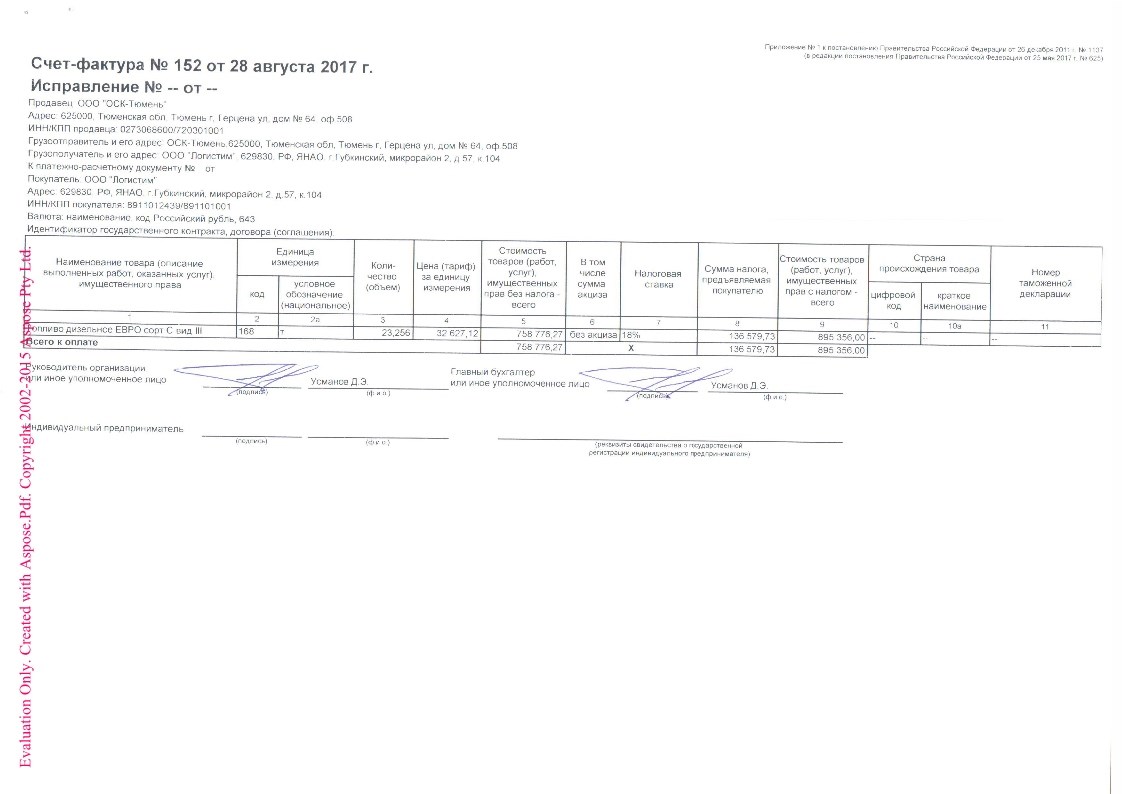 Приложение № 1 к постановлению Правительства Российской Федерации от 26 декабря 2011 г. № 1137
(в редакции постановления Правительства Российской Федерации от 25 мая 2017 г. № 625)
Счет-фактура № 152 от 28 августа 2017 г.
Исправление № -- от --
Продавец: ООО "ОСК-Тюмень"
Адрес: 625000, Тюменская обл, Тюмень г, Герцена ул, дом № 64, оф.508
ИНН/КПП продавца: 0273068600/720301001
Грузоотправитель и его адрес: ОСК-Тюмень,625000, Тюменская обл, Тюмень г, Герцена ул, дом № 64, оф.508
Грузополучатель и его адрес: ООО "Логистим", 629830, РФ, ЯНАО, г.Губкинский, микрорайон 2, д.57, к.104
К платежно-расчетному документу № от
Покупатель: ООО "Логистим"
Адрес: 629830, РФ, ЯНАО, г.Губкинский, микрорайон 2, д.57, к.104
ИНН/КПП покупателя: 8911012439/891101001
Валюта: наименование, код Российский рубль, 643
Идентификатор государственного контракта, договора (соглашения):
Наименование товара (описание выполненных работ, оказанных услуг), имущественного права
Единица измерения
код
условное обозначение (национальное)
Коли-чество (объем)
Цена (тариф) за единицу измерения
Стоимость товаров (работ, услуг), имущественных прав без налога - всего
В том числе сумма акциза
Налоговая ставка
Сумма налога, предъявляемая покупателю
Стоимость товаров (работ, услуг), имущественных прав с налогом - всего
Страна происхождения товара
цифровой код
краткое наименование
Номер таможенной декларации
1 2 2а 3 4 5 6 7 8 9 10 10а 11
Топливо дизельное ЕВРО сорт С вид III 168 т 23,256 32 627,12 758 776,27 без акциза 18% 136 579,73 895 356,00 -- -- --
Всего к оплате 758 776,27 X 136 579,73 895 356,00
Руководитель организации
или иное уполномоченное лицо
(подпись)
Усманов Д.Э.
(ф.и.о.)
Главный бухгалтер
или иное уполномоченное лицо
(подпись)
Усманов Д.Э.
(ф.и.о.)
Индивидуальный предприниматель
(подпись)
(ф.и.о.)
(реквизиты свидетельства о государственной
регистрации индивидуального предпринимателя)
Evaluation Only. Created with Aspose.Pdf. Copyright 2002-2015 Aspose Pty Ltd.